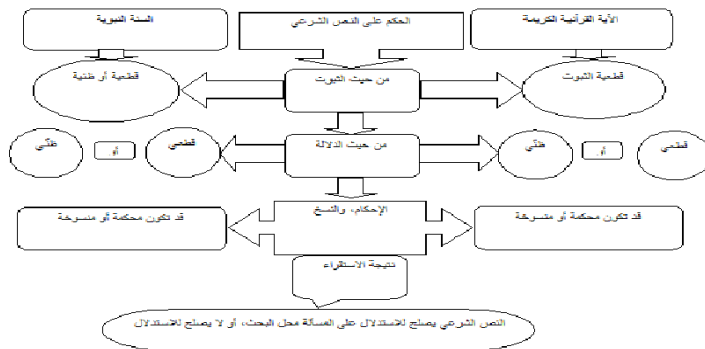 الآية القرآنية الكريمة
الحكم على النص الشرعي
السنة النبوية
قطعية الثبوت
من حيث الثبوت
قطعية أو ظنية
قطعي
أو
ظنّي
من حيث الدلالة
قطعي
أو
ظنّي
قد تكون محكمة أو منسوخة
الإحكام، والنسخ
قد تكون محكمة أو منسوخة
نتيجة الاستقراء
النص الشرعي يصلح للاستدلال على المسألة محل البحث، أو لا يصلح للاستدلال